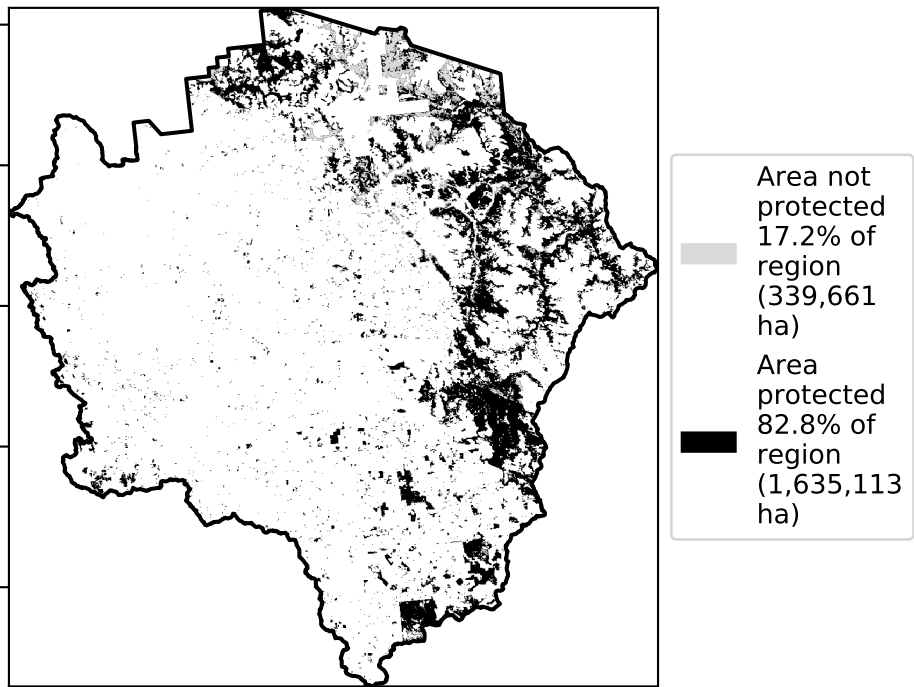 Area not
protected
17.2% of
region
(339,661
ha)
Area
protected
82.8% of
region
(1,635,113
ha)